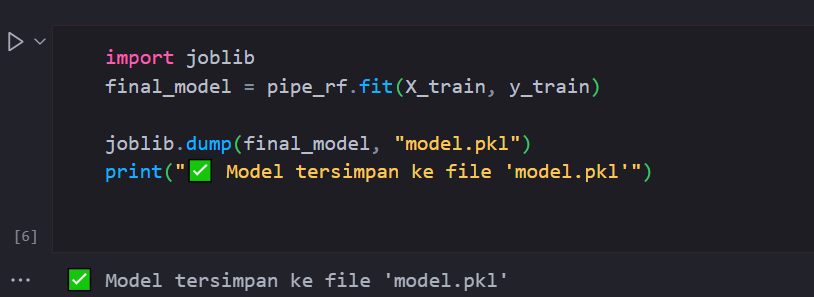 import joblib
final_model = pipe_rf.fit(X_train, y_train)
joblib.dump(final_model, "model.pkl")
print("✅ Model tersimpan ke file 'model.pkl'")
[6]
✅ Model tersimpan ke file 'model.pkl'